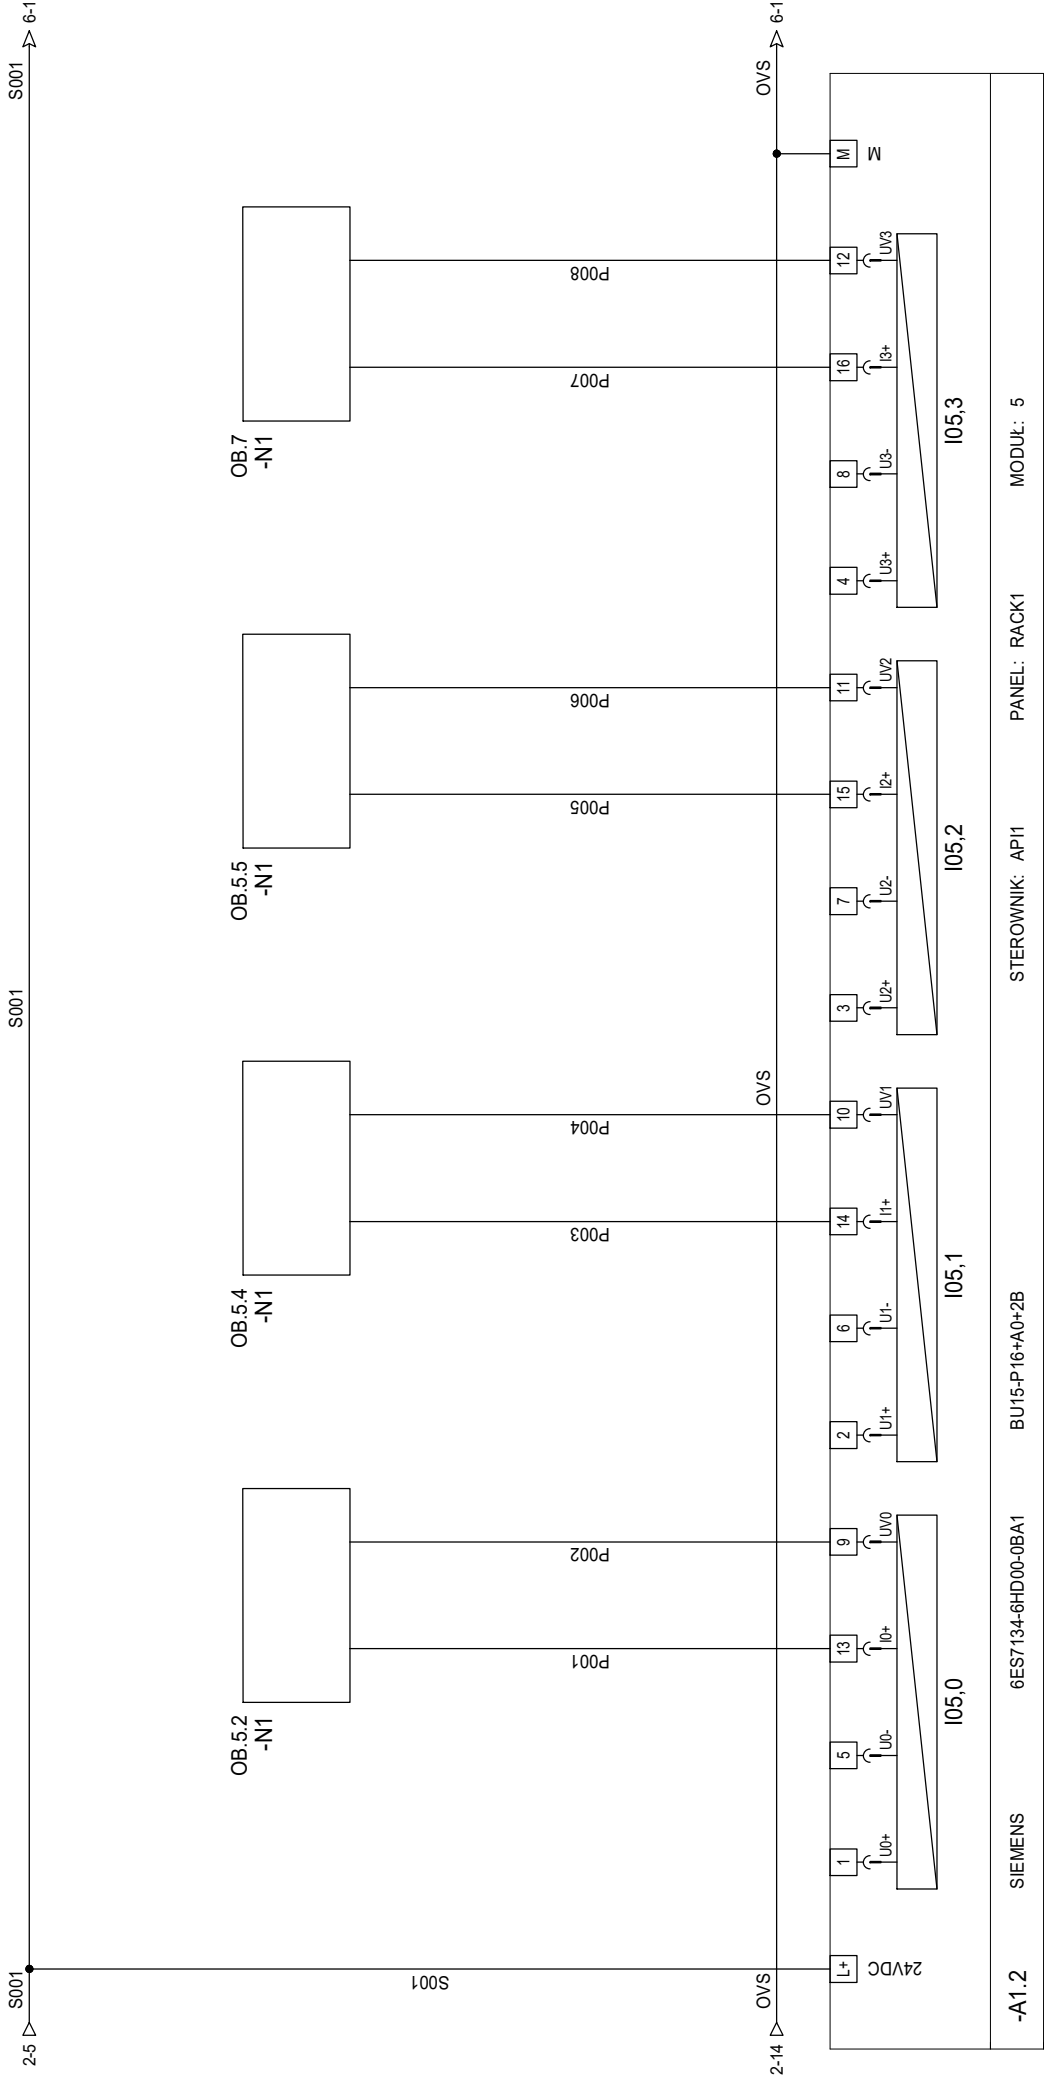 2-5
S001
S001
S001
6-1
OB.5.2
-N1
OB.5.4
-N1
OB.5.5
-N1
OB.7
-N1
S001
P001
P002
P003
P004
P005
P006
P007
P008
2-14
OVS
OVS
OVS
6-1
L+
1
5
13
9
2
6
14
10
3
7
15
11
4
8
16
12
M
24VDC
U0+
U0-
I0+
UV0
U1+
U1-
I1+
UV1
U2+
U2-
I2+
UV2
U3+
U3-
I3+
UV3
M
I05,0
I05,1
I05,2
I05,3
-A1.2
SIEMENS
6ES7134-6HD00-0BA1
BU15-P16+A0+2B
STEROWNIK: API1
PANEL: RACK1
MODUŁ: 5